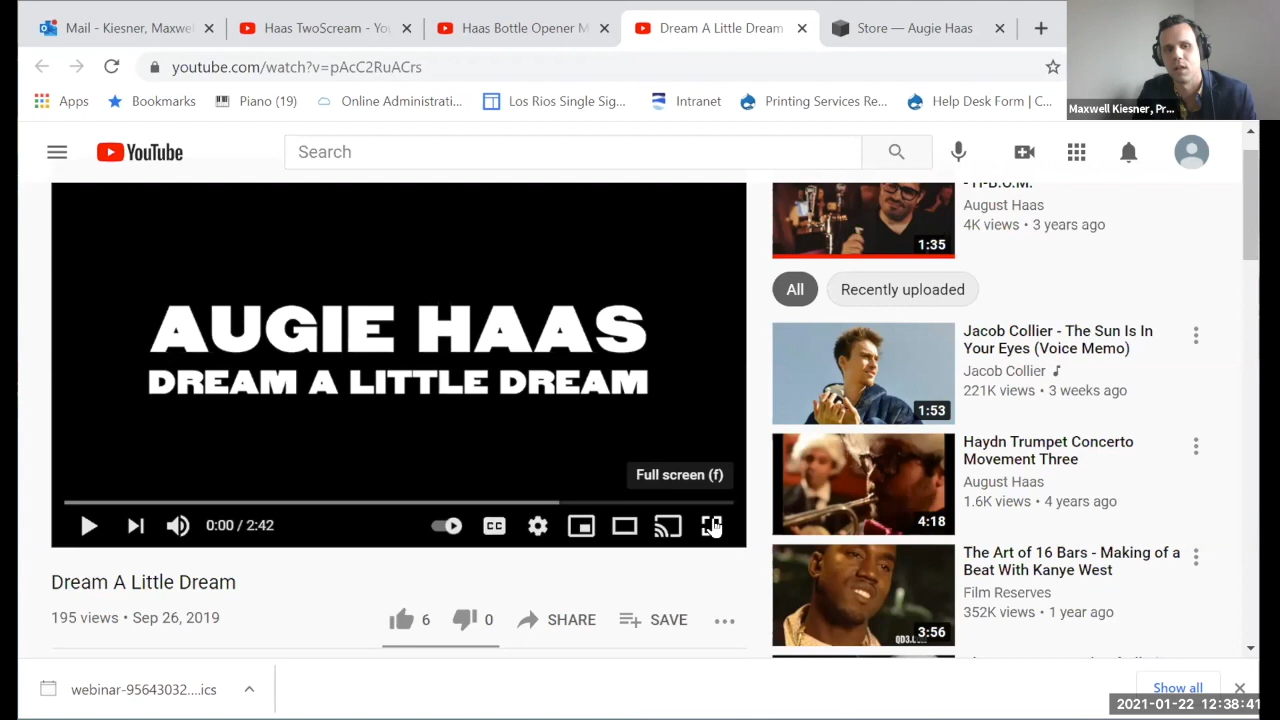 Mail - Kiesner, Maxwe
Haas TwoScream - Yo
Haas Bottle Opener M
Dream A Little Dream
Store — Augie Haas
youtube.com/watch?v=pAcC2RuACrs
Apps
Bookmarks
Piano (19)
Online Administrati...
Los Rios Single Sig...
Intranet
Printing Services Re...
Help Desk Form | C...
Maxwell Kiesner, Pr...
YouTube
Search
AUGIE HAAS
DREAM A LITTLE DREAM
Full screen (f)
0:00 / 2:42
CC
Dream A Little Dream
195 views • Sep 26, 2019
6
0
SHARE
SAVE
- H-B.O.M.
August Haas
4K views • 3 years ago
1:35
All
Recently uploaded
Jacob Collier - The Sun Is In
Your Eyes (Voice Memo)
Jacob Collier
221K views • 3 weeks ago
1:53
Haydn Trumpet Concerto
Movement Three
August Haas
1.6K views • 4 years ago
4:18
The Art of 16 Bars - Making of a
Beat With Kanye West
Film Reserves
352K views • 1 year ago
3:56
webinar-95643032....ics
Show all
2021-01-22 12:38:41